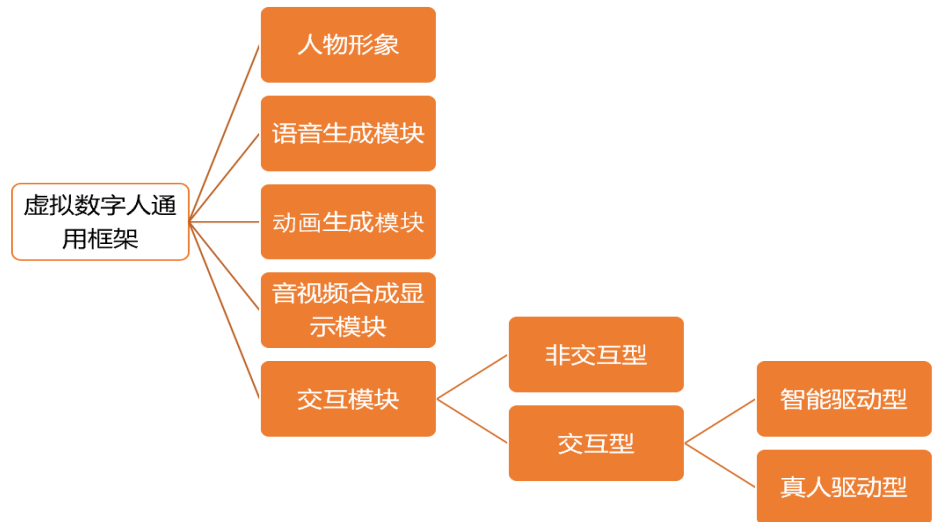 人物形象
语音生成模块
虚拟数字人通
用框架
动画生成模块
音视频合成显
示模块
交互模块
非交互型
交互型
智能驱动型
真人驱动型